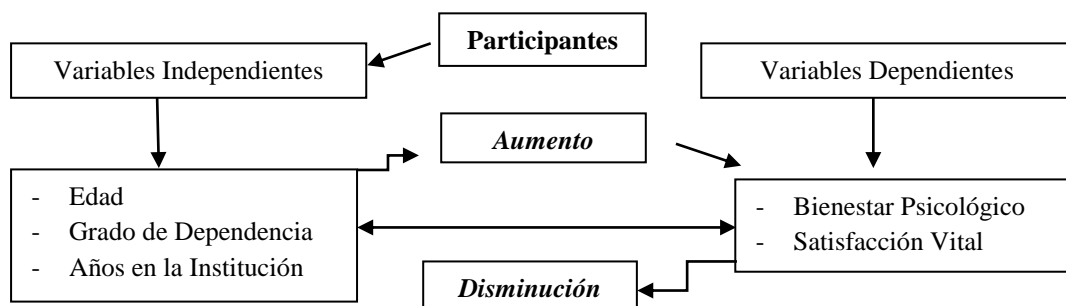 Participantes
Variables Independientes
Variables Dependientes
Aumento
- Edad
- Grado de Dependencia
- Años en la Institución
- Bienestar Psicológico
- Satisfacción Vital
Disminución